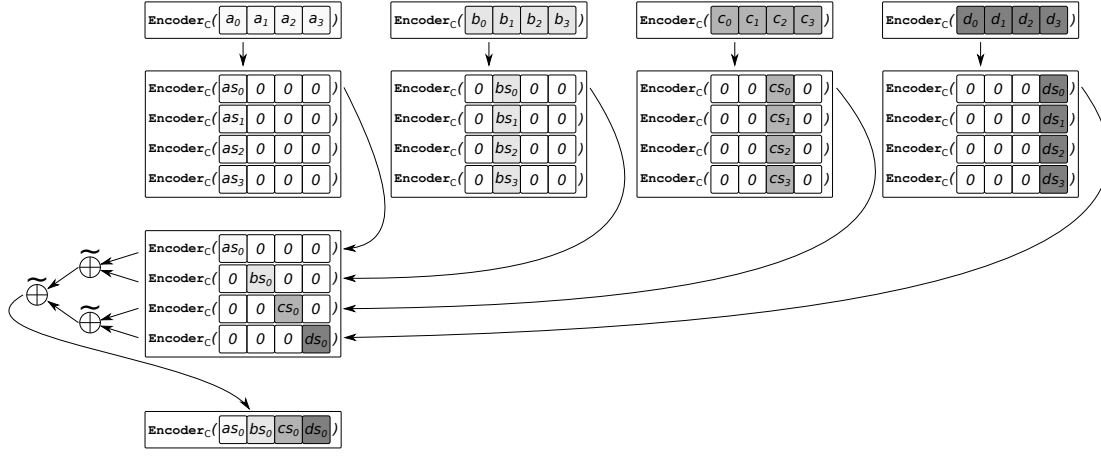 Encoder_C( a_0 a_1 a_2 a_3 ) Encoder_C( b_0 b_1 b_2 b_3 ) Encoder_C( c_0 c_1 c_2 c_3 ) Encoder_C( d_0 d_1 d_2 d_3 )
Encoder_C( as_0 0 0 0 ) Encoder_C( 0 bs_0 0 0 ) Encoder_C( 0 0 cs_0 0 ) Encoder_C( 0 0 0 ds_0 )
Encoder_C( as_1 0 0 0 ) Encoder_C( 0 bs_1 0 0 ) Encoder_C( 0 0 cs_1 0 ) Encoder_C( 0 0 0 ds_1 )
Encoder_C( as_2 0 0 0 ) Encoder_C( 0 bs_2 0 0 ) Encoder_C( 0 0 cs_2 0 ) Encoder_C( 0 0 0 ds_2 )
Encoder_C( as_3 0 0 0 ) Encoder_C( 0 bs_3 0 0 ) Encoder_C( 0 0 cs_3 0 ) Encoder_C( 0 0 0 ds_3 )
Encoder_C( as_0 0 0 0 )
Encoder_C( 0 bs_0 0 0 )
Encoder_C( 0 0 cs_0 0 )
Encoder_C( 0 0 0 ds_0 )
Encoder_C( as_0 bs_0 cs_0 ds_0 )